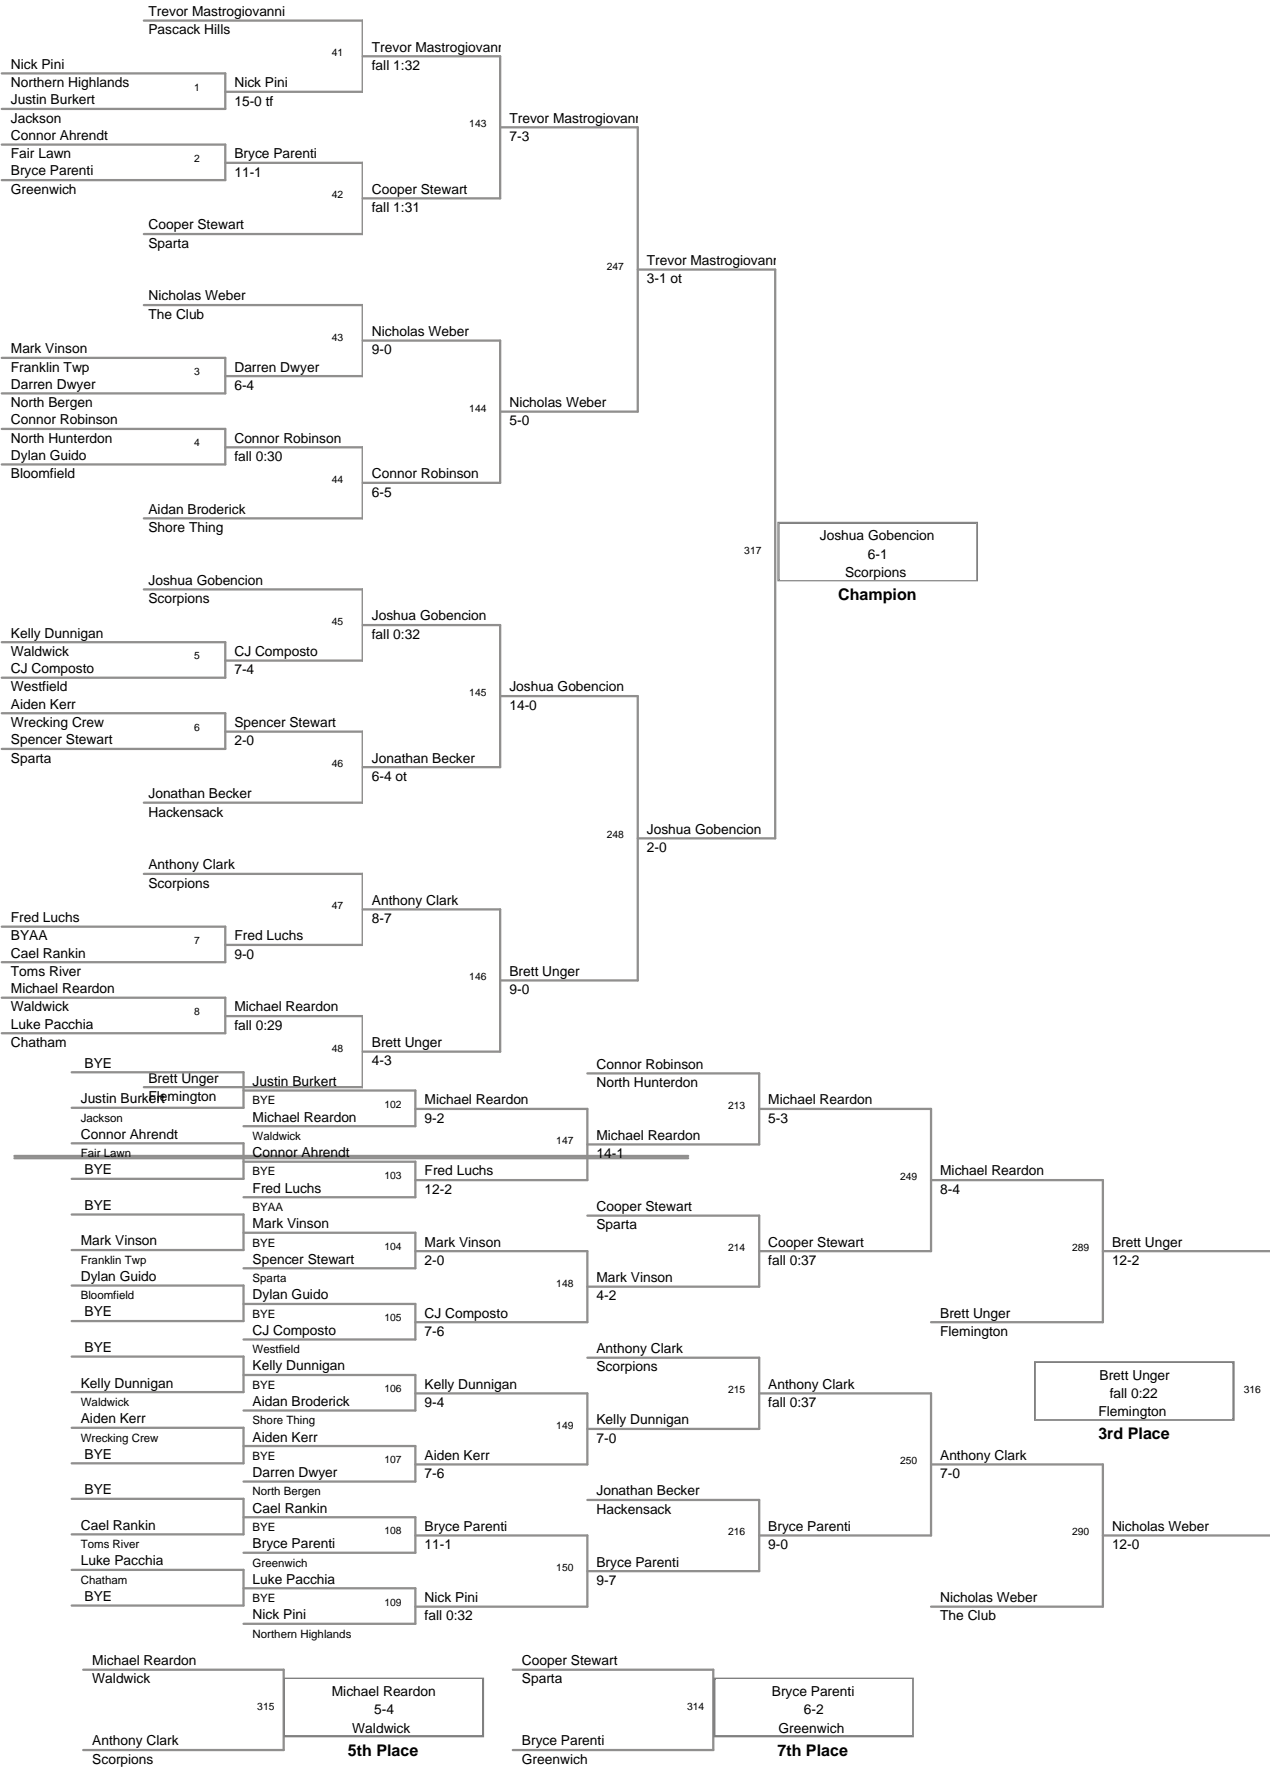 Trevor Mastrogiovanni
Pascack Hills
41
Trevor Mastrogiovann
fall 1:32
Nick Pini
Northern Highlands
1
Nick Pini
15-0 tf
Justin Burkert
Jackson
143
Trevor Mastrogiovann
7-3
Connor Ahrendt
Fair Lawn
2
Bryce Parenti
11-1
Bryce Parenti
Greenwich
42
Cooper Stewart
fall 1:31
Cooper Stewart
Sparta
247
Trevor Mastrogiovann
3-1 ot
Nicholas Weber
The Club
43
Nicholas Weber
9-0
Mark Vinson
Franklin Twp
3
Darren Dwyer
6-4
Darren Dwyer
North Bergen
144
Nicholas Weber
5-0
Connor Robinson
North Hunterdon
4
Connor Robinson
fall 0:30
Dylan Guido
Bloomfield
44
Connor Robinson
6-5
Aidan Broderick
Shore Thing
317
Joshua Gobencion
6-1
Scorpions
Champion
Joshua Gobencion
Scorpions
45
Joshua Gobencion
fall 0:32
Kelly Dunnigan
Waldwick
5
CJ Composto
7-4
CJ Composto
Westfield
145
Joshua Gobencion
14-0
Aiden Kerr
Wrecking Crew
6
Spencer Stewart
2-0
Spencer Stewart
Sparta
46
Jonathan Becker
6-4 ot
Jonathan Becker
Hackensack
248
Joshua Gobencion
2-0
Anthony Clark
Scorpions
47
Anthony Clark
8-7
Fred Luchs
BYAA
7
Fred Luchs
9-0
Cael Rankin
Toms River
146
Brett Unger
9-0
Michael Reardon
Waldwick
8
Michael Reardon
fall 0:29
Luke Pacchia
Chatham
48
Brett Unger
4-3
Brett Unger
Flemington
BYE
Justin Burkert
Jackson
Justin Burkert
BYE
102
Michael Reardon
9-2
Michael Reardon
Waldwick
Connor Ahrendt
Fair Lawn
BYE
Connor Ahrendt
BYE
103
Fred Luchs
12-2
Fred Luchs
BYAA
147
Michael Reardon
14-1
Connor Robinson
North Hunterdon
213
Michael Reardon
5-3
BYE
Mark Vinson
Franklin Twp
Mark Vinson
BYE
104
Mark Vinson
2-0
Spencer Stewart
Sparta
Dylan Guido
Bloomfield
BYE
Dylan Guido
BYE
105
CJ Composto
7-6
CJ Composto
Westfield
148
Mark Vinson
4-2
Cooper Stewart
Sparta
214
Cooper Stewart
fall 0:37
249
Michael Reardon
8-4
289
Brett Unger
12-2
Brett Unger
Flemington
BYE
Kelly Dunnigan
Waldwick
Kelly Dunnigan
BYE
106
Kelly Dunnigan
9-4
Aidan Broderick
Shore Thing
Aiden Kerr
Wrecking Crew
BYE
Aiden Kerr
BYE
107
Aiden Kerr
7-6
Darren Dwyer
North Bergen
149
Kelly Dunnigan
7-0
Anthony Clark
Scorpions
215
Anthony Clark
fall 0:37
Brett Unger
fall 0:22
Flemington
316
3rd Place
BYE
Cael Rankin
Toms River
Cael Rankin
BYE
108
Bryce Parenti
11-1
Bryce Parenti
Greenwich
Luke Pacchia
Chatham
BYE
Luke Pacchia
BYE
109
Nick Pini
fall 0:32
Nick Pini
Northern Highlands
150
Bryce Parenti
9-7
Jonathan Becker
Hackensack
216
Bryce Parenti
9-0
250
Anthony Clark
7-0
290
Nicholas Weber
12-0
Nicholas Weber
The Club
Michael Reardon
Waldwick
315
Anthony Clark
Scorpions
Michael Reardon
5-4
Waldwick
5th Place
Cooper Stewart
Sparta
314
Bryce Parenti
Greenwich
Bryce Parenti
6-2
Greenwich
7th Place